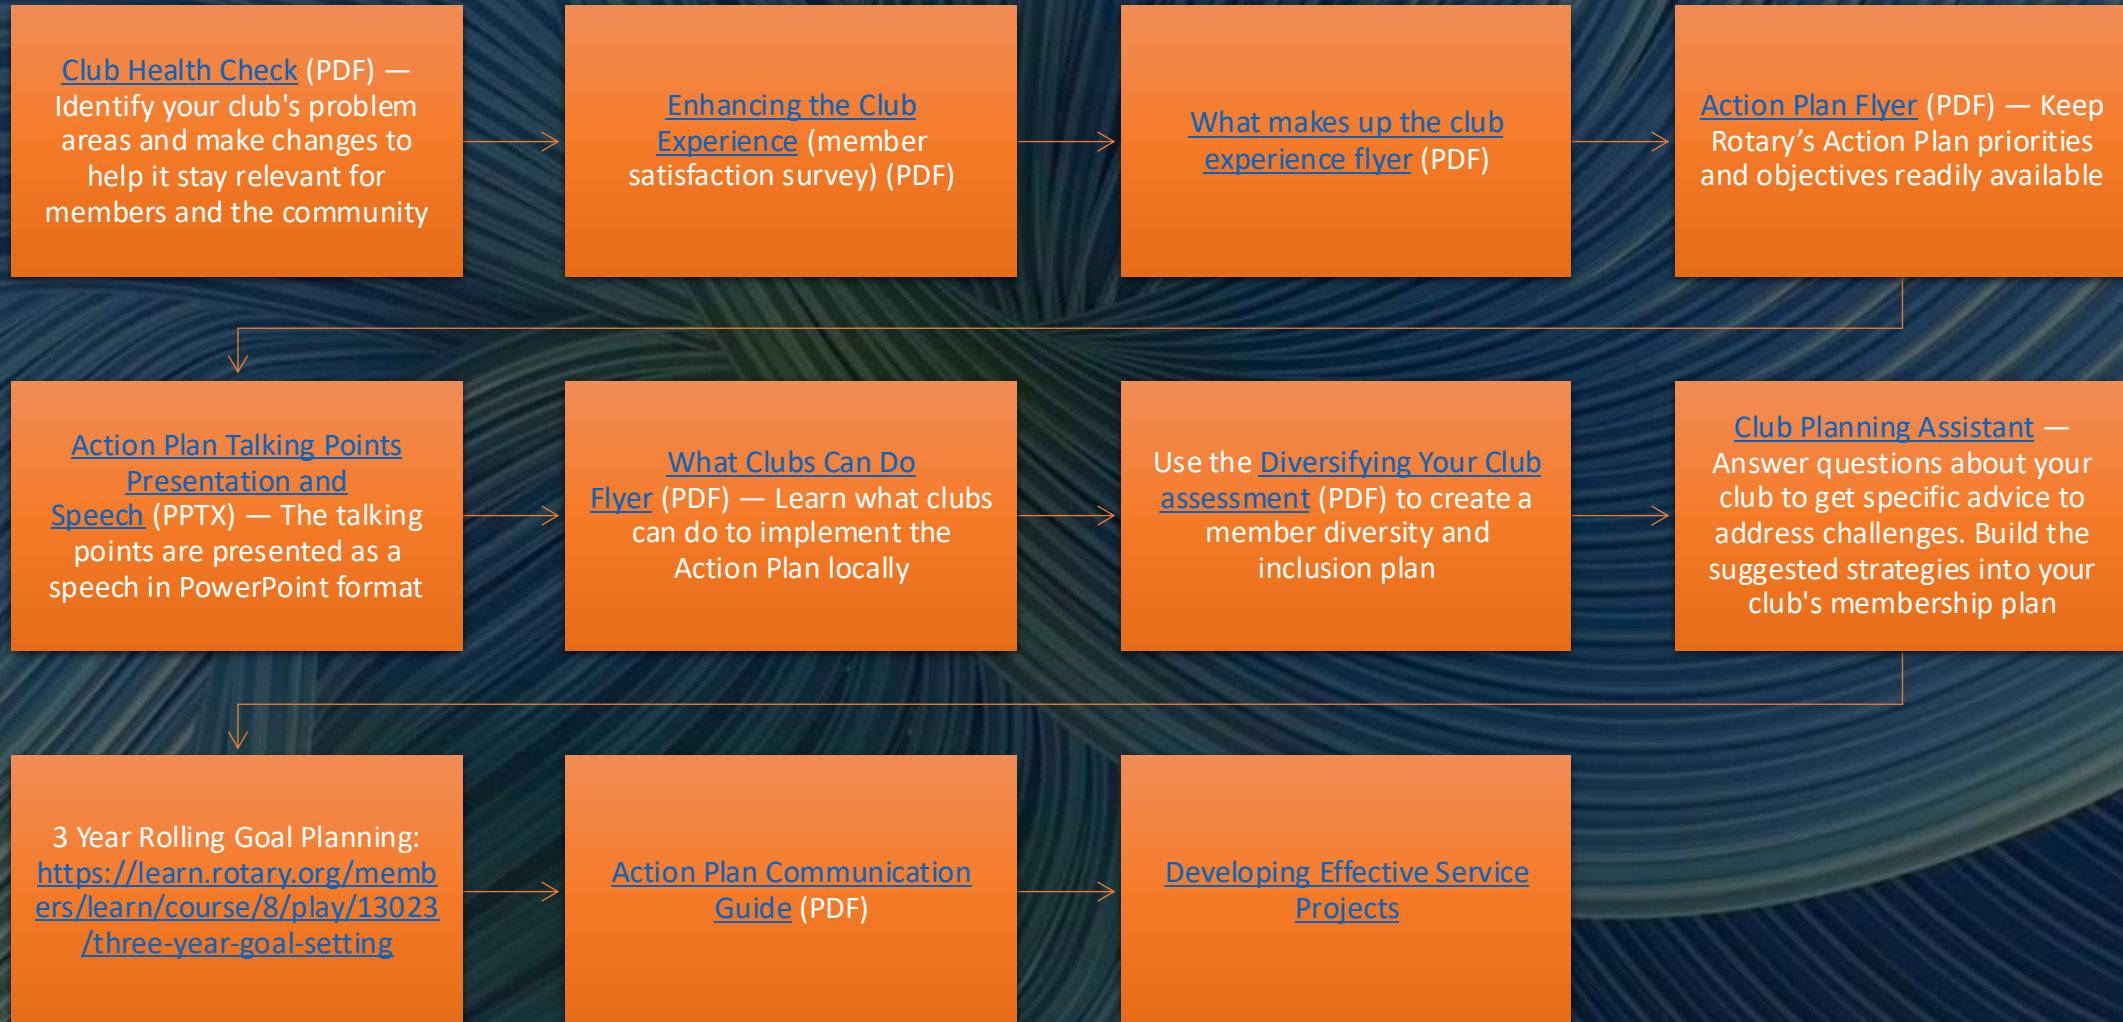 Club Health Check (PDF) —
Identify your club's problem
areas and make changes to
help it stay relevant for
members and the community
Enhancing the Club
Experience (member
satisfaction survey) (PDF)
What makes up the club
experience flyer (PDF)
Action Plan Flyer (PDF) — Keep
Rotary’s Action Plan priorities
and objectives readily available
Action Plan Talking Points
Presentation and
Speech (PPTX) — The talking
points are presented as a
speech in PowerPoint format
What Clubs Can Do
Flyer (PDF) — Learn what clubs
can do to implement the
Action Plan locally
Use the Diversifying Your Club
assessment (PDF) to create a
member diversity and
inclusion plan
Club Planning Assistant —
Answer questions about your
club to get specific advice to
address challenges. Build the
suggested strategies into your
club's membership plan
3 Year Rolling Goal Planning:
https://learn.rotary.org/memb
ers/learn/course/8/play/13023
/three-year-goal-setting
Action Plan Communication
Guide (PDF)
Developing Effective Service
Projects